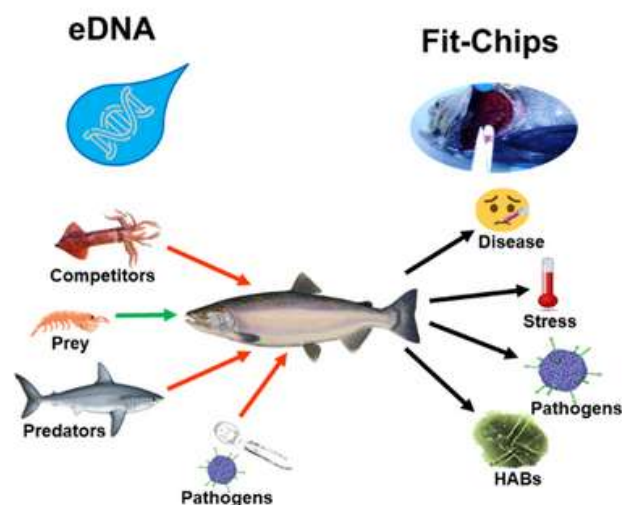 eDNA
Fit-Chips
Competitors
Prey
Predators
Pathogens
Disease
Stress
Pathogens
HABs